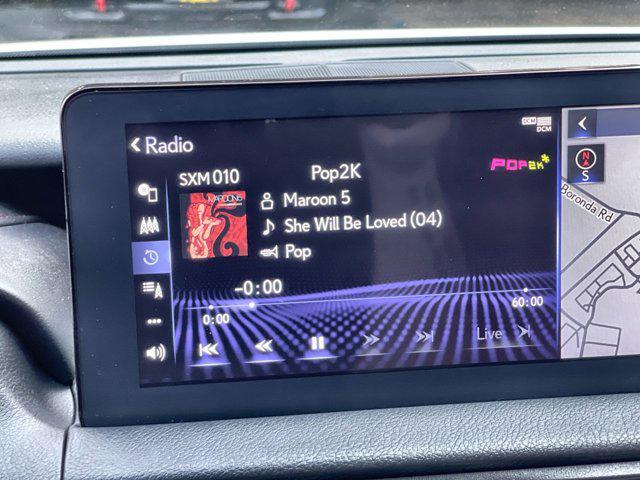 DCM
DCM
Radio
SXM 010
Pop2K
POP2K*
Maroon 5
She Will Be Loved (04)
Pop
-0:00
0:00
60:00
Live
N
S
Boronda Rd